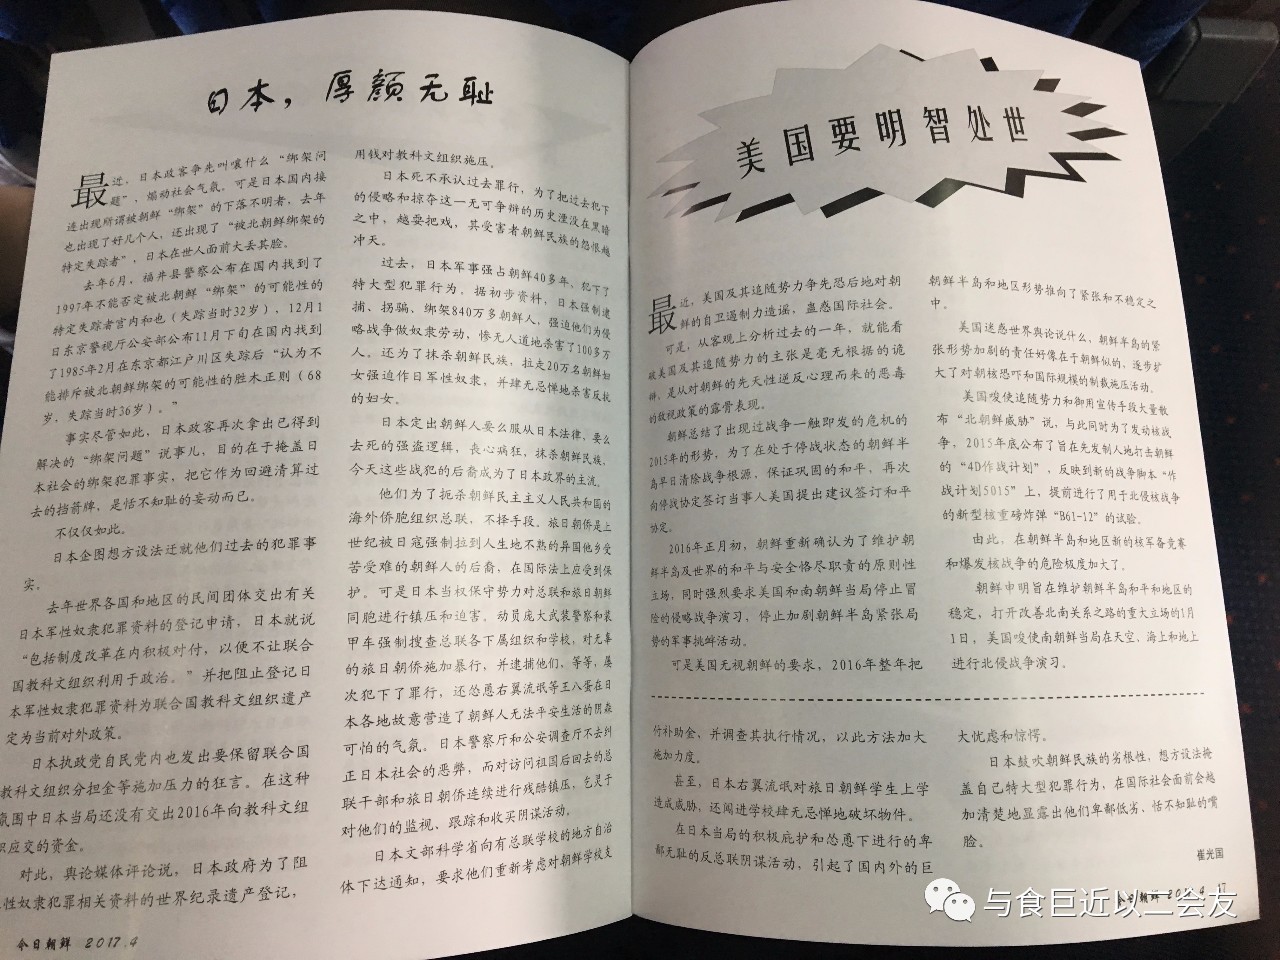 日本，厚颜无耻
最近，日本政客争先叫嚷什么“绑架问
题”，煽动社会气氛。可是日本国内接
连出现所谓被朝鲜“绑架”的下落不明者，去年
也出现了好几个人，还出现了“被北朝鲜绑架的
特定失踪者”，日本在世人面前大丢其脸。
去年6月，福井县警察公布在国内找到了
1997年不能否定被北朝鲜“绑架”的可能性的
特定失踪者宫内和也（失踪当时32岁），12月1
日东京警视厅公安部公布11月下旬在国内找到
了1985年2月在东京都江户川区失踪后“认为不
能排斥被北朝鲜绑架的可能性的胜木正则（68
岁，失踪当时36岁）。”
事实尽管如此，日本政客再次拿出已得到
解决的“绑架问题”说事儿，目的在于掩盖日
本社会的绑架犯罪事实，把它作为回避清算过
去的挡箭牌，是恬不知耻的妄动而已。
不仅仅如此。
日本企图想方设法迁就他们过去的犯罪事
实。
去年世界各国和地区的民间团体交出有关
日本军性奴隶犯罪资料的登记申请，日本就说
“包括制度改革在内积极对付，以便不让联合
国教科文组织利用于政治。”并把阻止登记日
本军性奴隶犯罪资料为联合国教科文组织遗产
定为当前对外政策。
日本执政党自民党内也发出要保留联合国
教科文组织分担金等施加压力的狂言。在这种
氛围中日本当局还没有交出2016年向教科文组
织应交的资金。
对此，舆论媒体评论说，日本政府为了阻
性奴隶犯罪相关资料的世界纪录遗产登记，
用钱对教科文组织施压。
日本死不承认过去罪行，为了把过去犯下
的侵略和掠夺这一无可争辩的历史湮没在黑暗
之中，越耍把戏，其受害者朝鲜民族的怨恨越
冲天。
过去，日本军事强占朝鲜40多年，犯下了
特大型犯罪行为。据初步资料，日本强制逮
捕、拐骗、绑架840万多朝鲜人，强迫他们为侵
略战争做奴隶劳动，惨无人道地杀害了100多万
人。还为了抹杀朝鲜民族，拉走20万名朝鲜妇
女强迫作日军性奴隶，并肆无忌惮地杀害反抗
的妇女。
日本定出朝鲜人要么服从日本法律，要么
去死的强盗逻辑，丧心病狂，抹杀朝鲜民族，
今天这些战犯的后裔成为了日本政界的主流。
他们为了扼杀朝鲜民主主义人民共和国的
海外侨胞组织总联，不择手段。旅日朝侨是上
世纪被日寇强制拉到人生地不熟的异国他乡受
苦受难的朝鲜人的后裔，在国际法上应受到保
护。可是日本当权保守势力对总联和旅日朝鲜
同胞进行镇压和迫害。动员庞大武装警察和装
甲车强制搜查总联各下属组织和学校，对无辜
的旅日朝侨施加暴行，并逮捕他们，等等，屡
次犯下了罪行，还怂恿右翼流氓等王八蛋在日
本各地故意营造了朝鲜人无法平安生活的阴森
可怕的气氛。日本警察厅和公安调查厅不去纠
正日本社会的恶弊，而对访问祖国后回去的总
联干部和旅日朝侨连续进行残酷镇压，乞灵于
对他们的监视、跟踪和收买阴谋活动。
日本文部科学省向有总联学校的地方自治
体下达通知，要求他们重新考虑对朝鲜学校支
今日朝鲜 2017.4
美国要明智处世
最近，美国及其追随势力争先恐后地对朝
鲜的自卫遏制力造谣，蛊惑国际社会。
可是，从客观上分析过去的一年，就能看
破美国及其追随势力的主张是毫无根据的诡
辩，是从对朝鲜的先天性逆反心理而来的恶毒
的敌视政策的露骨表现。
朝鲜总结了出现过战争一触即发的危机的
2015年的形势，为了在处于停战状态的朝鲜半
岛早日清除战争根源，保证巩固的和平，再次
向停战协定签订当事人美国提出建议签订和平
协定。
2016年正月初，朝鲜重新确认为了维护朝
鲜半岛及世界的和平与安全恪尽职责的原则性
立场，同时强烈要求美国和南朝鲜当局停止冒
险的侵略战争演习，停止加剧朝鲜半岛紧张局
势的军事挑衅活动。
可是美国无视朝鲜的要求，2016年整年把
朝鲜半岛和地区形势推向了紧张和不稳定之
中。
美国迷惑世界舆论说什么，朝鲜半岛的紧
张形势加剧的责任好像在于朝鲜似的，逐步扩
大了对朝核恐吓和国际规模的制裁施压活动。
美国唆使追随势力和御用宣传手段大量散
布“北朝鲜威胁”说，与此同时为了发动核战
争，2015年底公布了旨在先发制人地打击朝鲜
的“4D作战计划”，反映到新的战争脚本“作
战计划5015”上，提前进行了用于北侵核战争
的新型核重磅炸弹“B61-12”的试验。
由此，在朝鲜半岛和地区新的核军备竞赛
和爆发核战争的危险极度加大了。
朝鲜申明旨在维护朝鲜半岛和平和地区的
稳定，打开改善北南关系之路的重大立场的1月
1日，美国唆使南朝鲜当局在天空、海上和地上
进行北侵战争演习。
付补助金，并调查其执行情况，以此方法加大
施加力度。
甚至，日本右翼流氓对旅日朝鲜学生上学
造成威胁，还闯进学校肆无忌惮地破坏物件。
在日本当局的积极庇护和怂恿下进行的卑
鄙无耻的反总联阴谋活动，引起了国内外的巨
大忧虑和惊愕。
日本鼓吹朝鲜民族的劣根性，想方设法掩
盖自己特大型犯罪行为，在国际社会面前会越
加清楚地显露出他们卑鄙低劣、恬不知耻的嘴
脸。
崔光国
今日朝鲜 2017.4 17
与食巨近以二会友